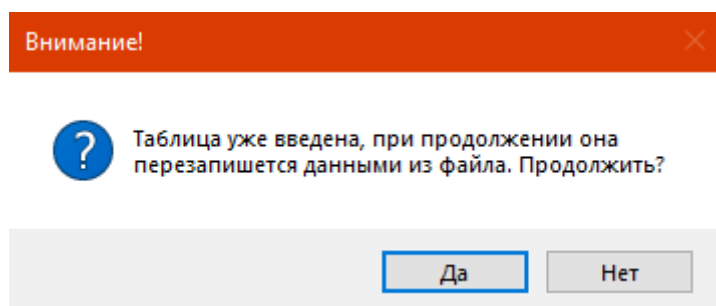 Внимание!
Таблица уже введена, при продолжении она
перезапишется данными из файла. Продолжить?
Да Нет